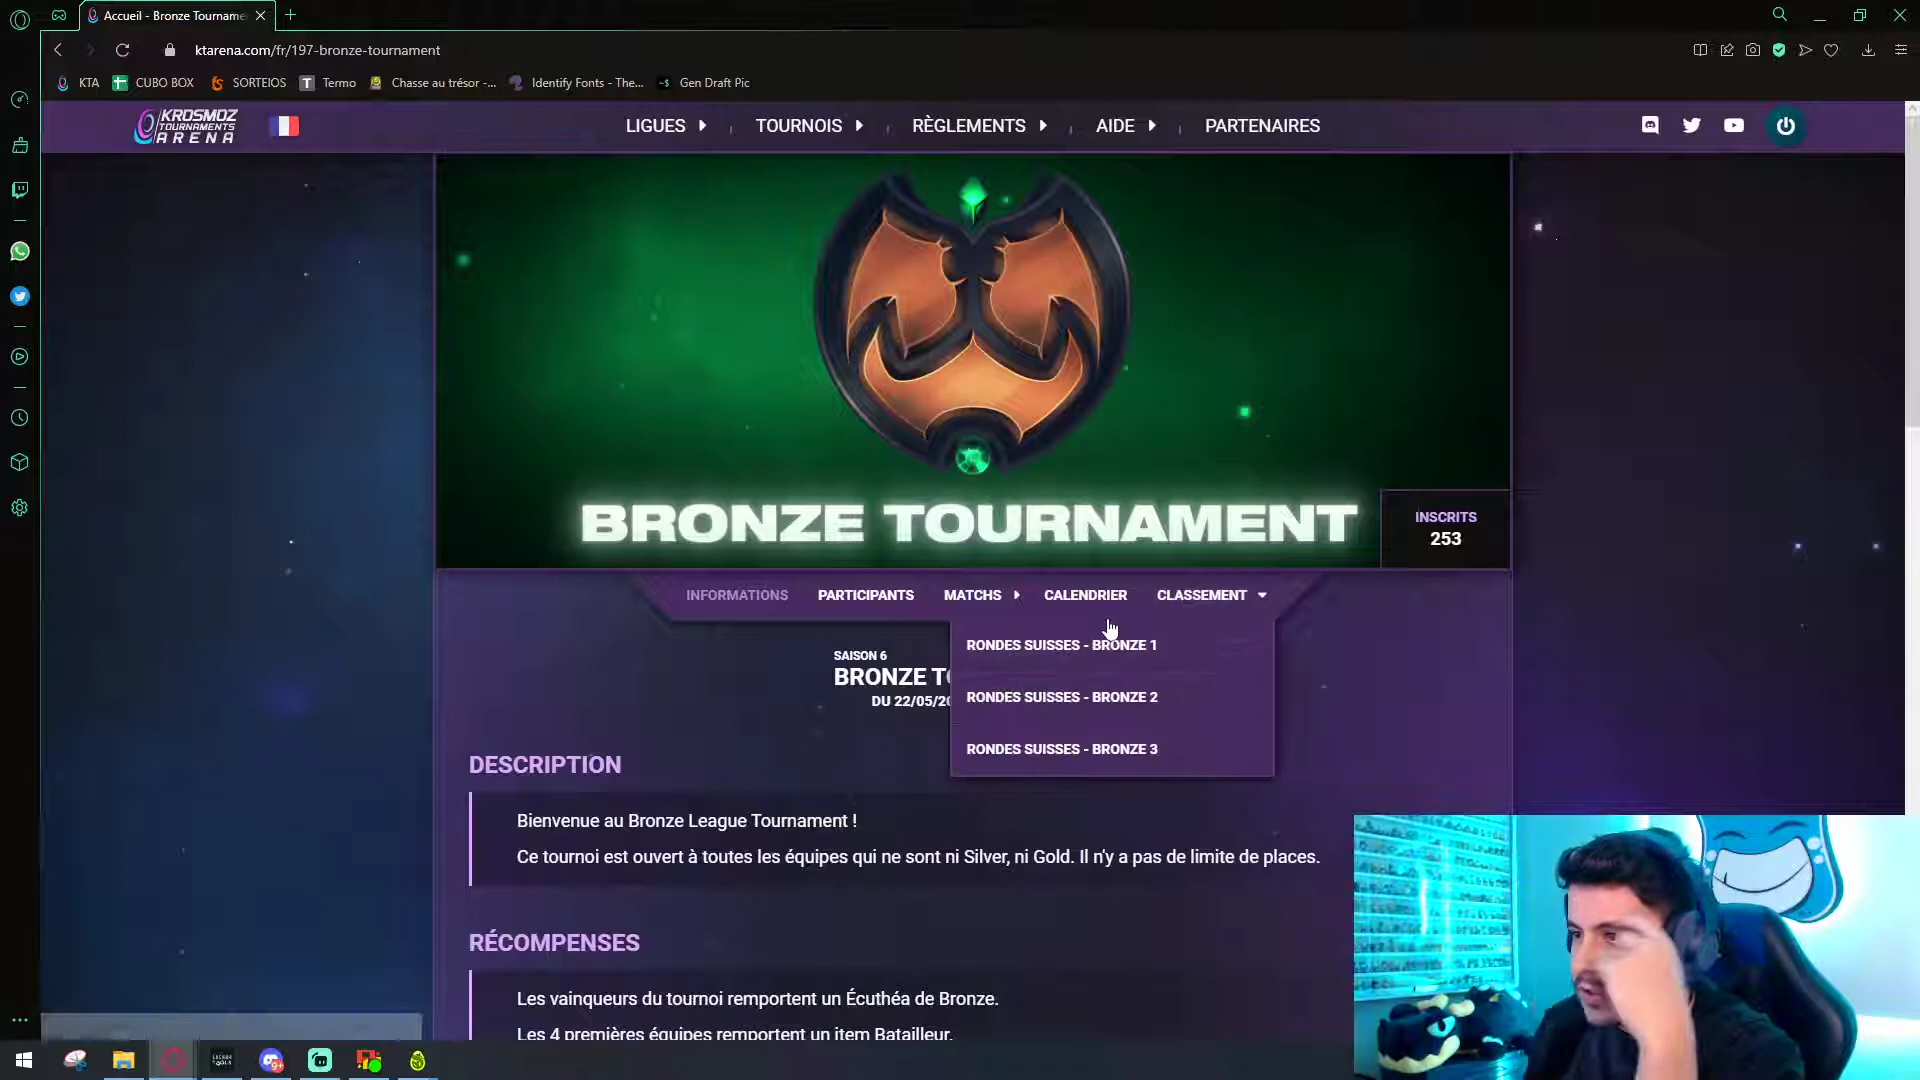 Accueil - Bronze Tourname
ktarena.com/fr/197-bronze-tournament
KTA
CUBO BOX
SORTEIOS
T Termo
Chasse au trésor -...
Identify Fonts - The...
~$ Gen Draft Pic
KROSMOZ
TOURNAMENTS
ARENA
LIGUES
TOURNOIS
RÈGLEMENTS
AIDE
PARTENAIRES
BRONZE TOURNAMENT
INSCRITS
253
INFORMATIONS
PARTICIPANTS
MATCHS
CALENDRIER
CLASSEMENT
RONDES SUISSES - BRONZE 1
RONDES SUISSES - BRONZE 2
RONDES SUISSES - BRONZE 3
SAISON 6
BRONZE TO
DU 22/05/20
DESCRIPTION
Bienvenue au Bronze League Tournament !
Ce tournoi est ouvert à toutes les équipes qui ne sont ni Silver, ni Gold. Il n'y a pas de limite de places.
RÉCOMPENSES
Les vainqueurs du tournoi remportent un Écuthéa de Bronze.
Les 4 premières équipes remportent un item Batailleur.